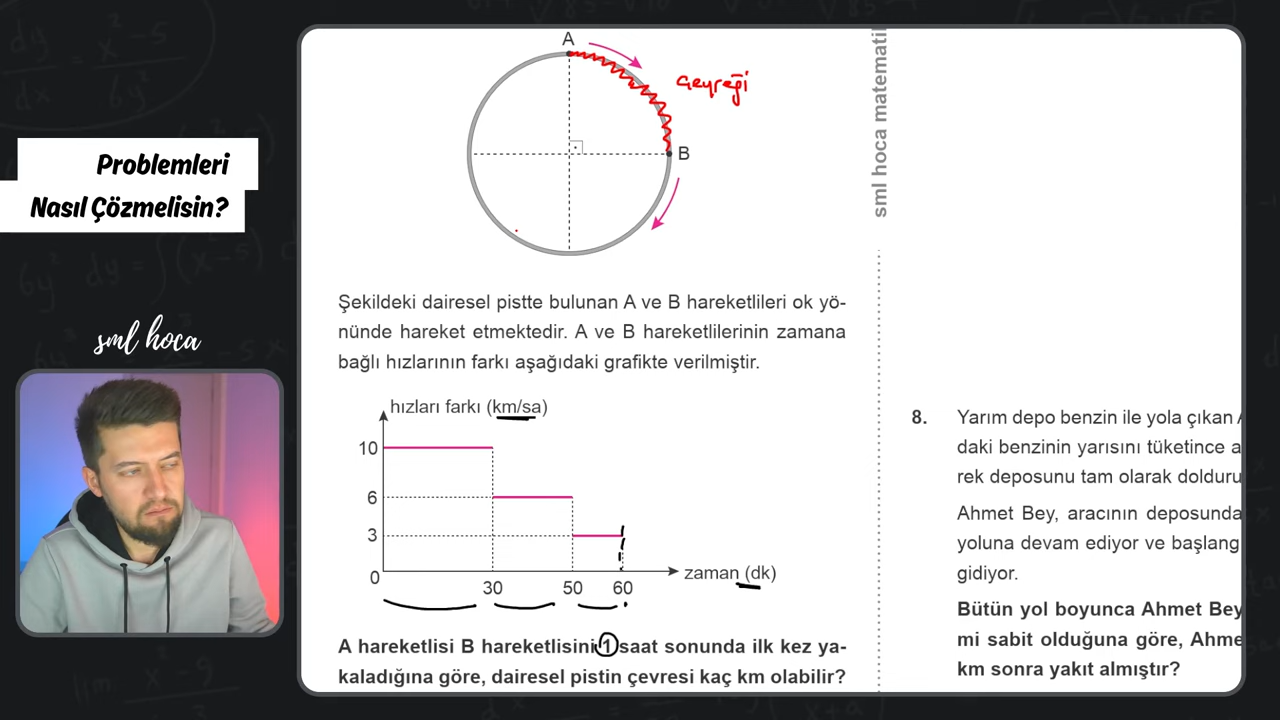 Problemleri
Nasıl Çözmelisin?
sml hoca
A
Çeyreği
B
Şekildeki dairesel pistte bulunan A ve B hareketlileri ok yö-
nünde hareket etmektedir. A ve B hareketlilerinin zamana
bağlı hızlarının farkı aşağıdaki grafikte verilmiştir.
hızları farkı (km/sa)
10
6
3
0
30 50 60
zaman (dk)
A hareketlisi B hareketlisini 1 saat sonunda ilk kez ya-
kaladığına göre, dairesel pistin çevresi kaç km olabilir?
sml hoca matemati
8. Yarım depo benzin ile yola çıkan A
daki benzinin yarısını tüketince a
rek deposunu tam olarak dolduru
Ahmet Bey, aracının deposunda
yoluna devam ediyor ve başlang
gidiyor.
Bütün yol boyunca Ahmet Bey
mi sabit olduğuna göre, Ahme
km sonra yakıt almıştır?